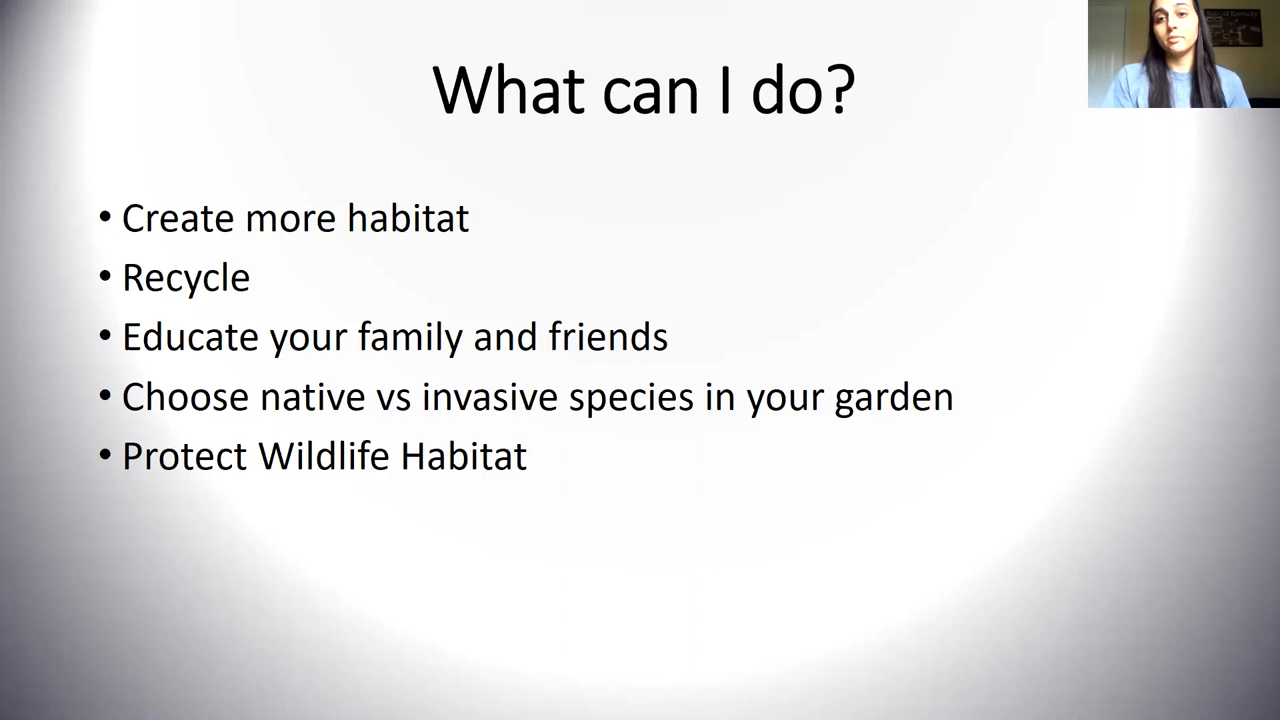 What can I do?
• Create more habitat
• Recycle
• Educate your family and friends
• Choose native vs invasive species in your garden
• Protect Wildlife Habitat